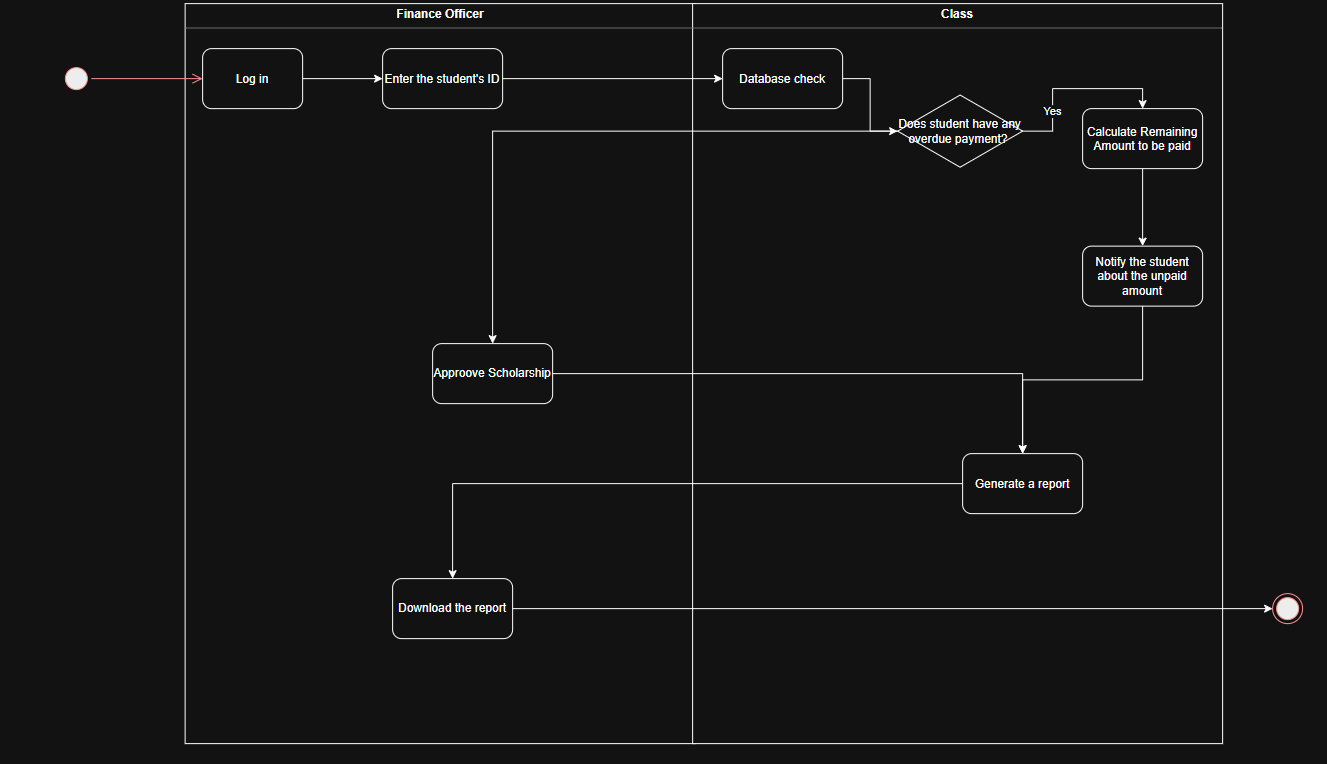 Finance Officer
Class
Log in
Enter the student's ID
Database check
Does student have any
overdue payment?
Yes
Calculate Remaining
Amount to be paid
Notify the student
about the unpaid
amount
Approove Scholarship
Generate a report
Download the report